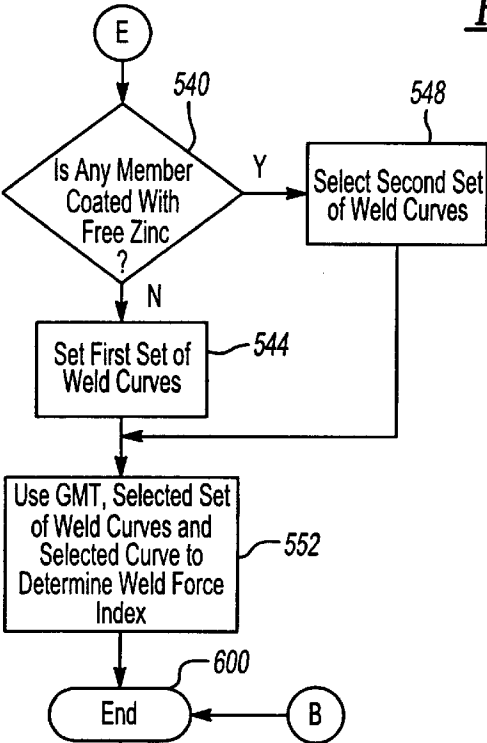 E
540
548
Is Any Member
Coated With
Free Zinc
?
Y
Select Second Set
of Weld Curves
N
Set First Set of
Weld Curves
544
Use GMT, Selected Set
of Weld Curves and
Selected Curve to
Determine Weld Force
Index
552
600
End
B